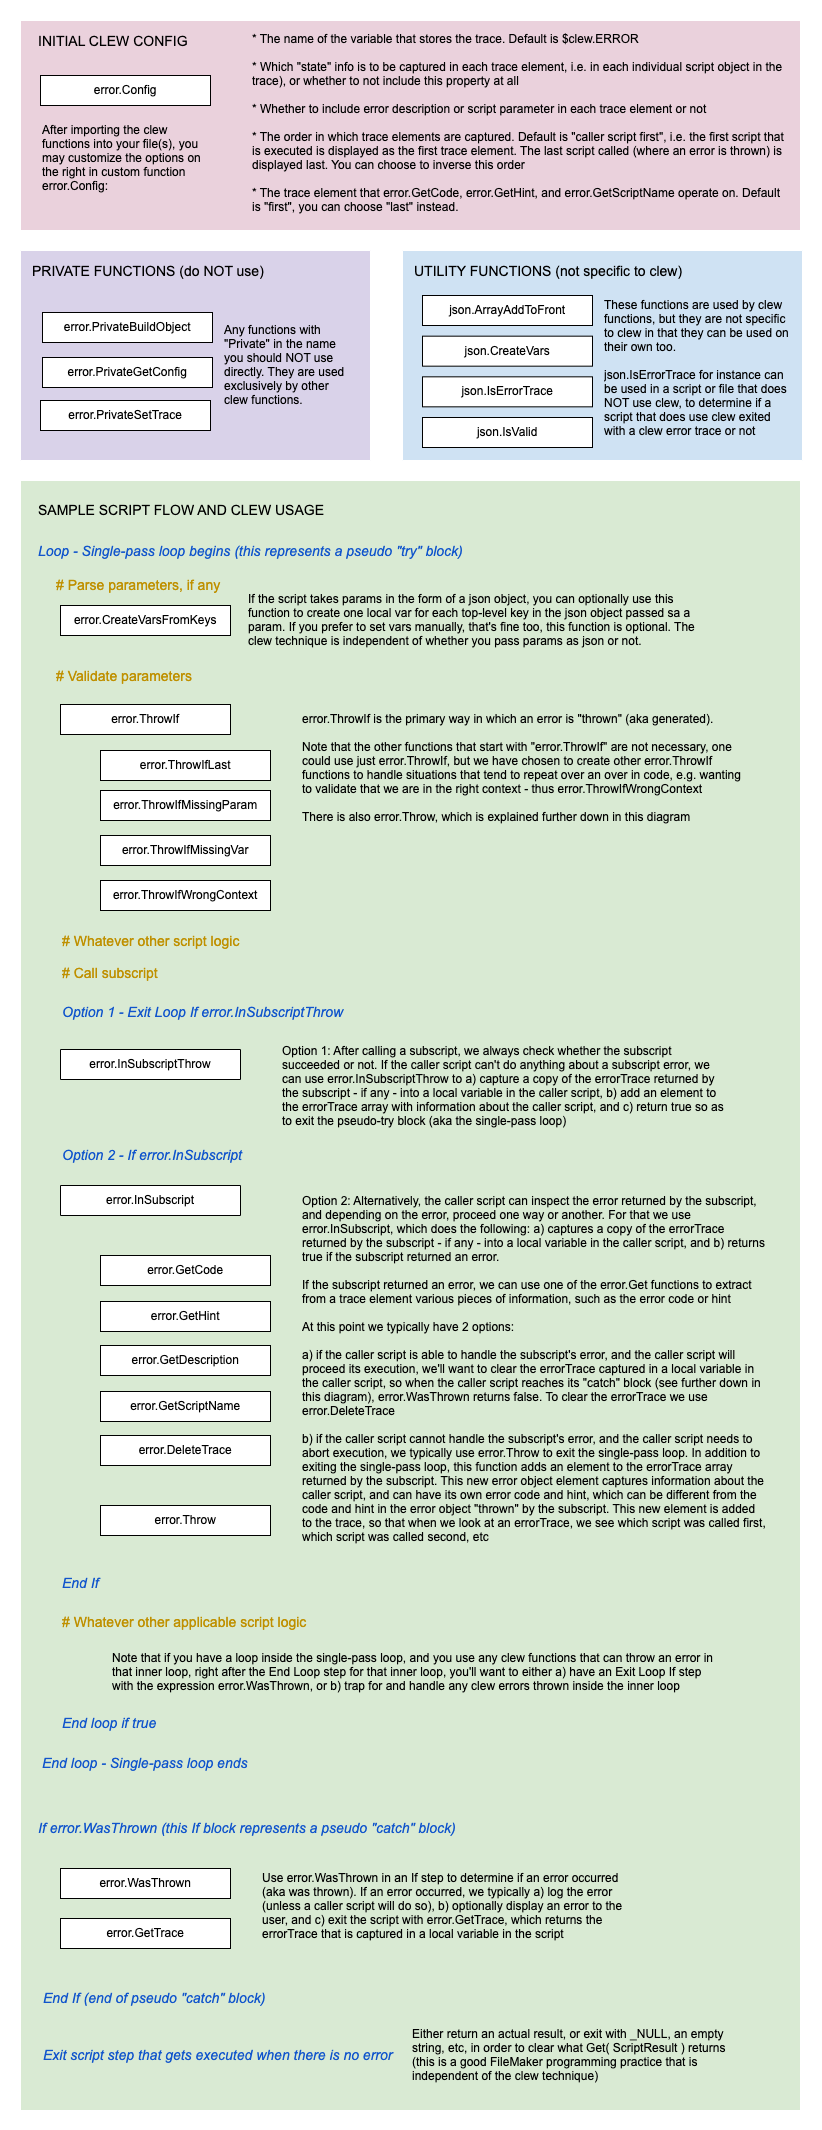 INITIAL CLEW CONFIG
error.Config
After importing the clew
functions into your file(s), you
may customize the options on
the right in custom function
error.Config:
* The name of the variable that stores the trace. Default is $clew.ERROR
* Which "state" info is to be captured in each trace element, i.e. in each individual script object in the
trace), or whether to not include this property at all
* Whether to include error description or script parameter in each trace element or not
* The order in which trace elements are captured. Default is "caller script first", i.e. the first script that
is executed is displayed as the first trace element. The last script called (where an error is thrown) is
displayed last. You can choose to inverse this order
* The trace element that error.GetCode, error.GetHint, and error.GetScriptName operate on. Default
is "first", you can choose "last" instead.
PRIVATE FUNCTIONS (do NOT use)
error.PrivateBuildObject
error.PrivateGetConfig
error.PrivateSetTrace
Any functions with
"Private" in the name
you should NOT use
directly. They are used
exclusively by other
clew functions.
UTILITY FUNCTIONS (not specific to clew)
json.ArrayAddToFront
json.CreateVars
json.IsErrorTrace
json.IsValid
These functions are used by clew
functions, but they are not specific
to clew in that they can be used on
their own too.
json.IsErrorTrace for instance can
be used in a script or file that does
NOT use clew, to determine if a
script that does use clew exited
with a clew error trace or not
SAMPLE SCRIPT FLOW AND CLEW USAGE
Loop - Single-pass loop begins (this represents a pseudo "try" block)
# Parse parameters, if any
error.CreateVarsFromKeys
If the script takes params in the form of a json object, you can optionally use this
function to create one local var for each top-level key in the json object passed sa a
param. If you prefer to set vars manually, that's fine too, this function is optional. The
clew technique is independent of whether you pass params as json or not.
# Validate parameters
error.ThrowIf
error.ThrowIfLast
error.ThrowIfMissingParam
error.ThrowIfMissingVar
error.ThrowIfWrongContext
error.ThrowIf is the primary way in which an error is "thrown" (aka generated).
Note that the other functions that start with "error.ThrowIf" are not necessary, one
could use just error.ThrowIf, but we have chosen to create other error.ThrowIf
functions to handle situations that tend to repeat over an over in code, e.g. wanting
to validate that we are in the right context - thus error.ThrowIfWrongContext
There is also error.Throw, which is explained further down in this diagram
# Whatever other script logic
# Call subscript
Option 1 - Exit Loop If error.InSubscriptThrow
error.InSubscriptThrow
Option 1: After calling a subscript, we always check whether the subscript
succeeded or not. If the caller script can't do anything about a subscript error, we
can use error.InSubscriptThrow to a) capture a copy of the errorTrace returned by
the subscript - if any - into a local variable in the caller script, b) add an element to
the errorTrace array with information about the caller script, and c) return true so as
to exit the pseudo-try block (aka the single-pass loop)
Option 2 - If error.InSubscript
error.InSubscript
error.GetCode
error.GetHint
error.GetDescription
error.GetScriptName
error.DeleteTrace
error.Throw
Option 2: Alternatively, the caller script can inspect the error returned by the subscript,
and depending on the error, proceed one way or another. For that we use
error.InSubscript, which does the following: a) captures a copy of the errorTrace
returned by the subscript - if any - into a local variable in the caller script, and b) returns
true if the subscript returned an error.
If the subscript returned an error, we can use one of the error.Get functions to extract
from a trace element various pieces of information, such as the error code or hint
At this point we typically have 2 options:
a) if the caller script is able to handle the subscript's error, and the caller script will
proceed its execution, we'll want to clear the errorTrace captured in a local variable in
the caller script, so when the caller script reaches its "catch" block (see further down in
this diagram), error.WasThrown returns false. To clear the errorTrace we use
error.DeleteTrace
b) if the caller script cannot handle the subscript's error, and the caller script needs to
abort execution, we typically use error.Throw to exit the single-pass loop. In addition to
exiting the single-pass loop, this function adds an element to the errorTrace array
returned by the subscript. This new error object element captures information about the
caller script, and can have its own error code and hint, which can be different from the
code and hint in the error object "thrown" by the subscript. This new element is added
to the trace, so that when we look at an errorTrace, we see which script was called first,
which script was called second, etc
End If
# Whatever other applicable script logic
Note that if you have a loop inside the single-pass loop, and you use any clew functions that can throw an error in
that inner loop, right after the End Loop step for that inner loop, you'll want to either a) have an Exit Loop If step
with the expression error.WasThrown, or b) trap for and handle any clew errors thrown inside the inner loop
End loop if true
End loop - Single-pass loop ends
If error.WasThrown (this If block represents a pseudo "catch" block)
error.WasThrown
error.GetTrace
Use error.WasThrown in an If step to determine if an error occurred
(aka was thrown). If an error occurred, we typically a) log the error
(unless a caller script will do so), b) optionally display an error to the
user, and c) exit the script with error.GetTrace, which returns the
errorTrace that is captured in a local variable in the script
End If (end of pseudo "catch" block)
Exit script step that gets executed when there is no error
Either return an actual result, or exit with _NULL, an empty
string, etc, in order to clear what Get( ScriptResult ) returns
(this is a good FileMaker programming practice that is
independent of the clew technique)